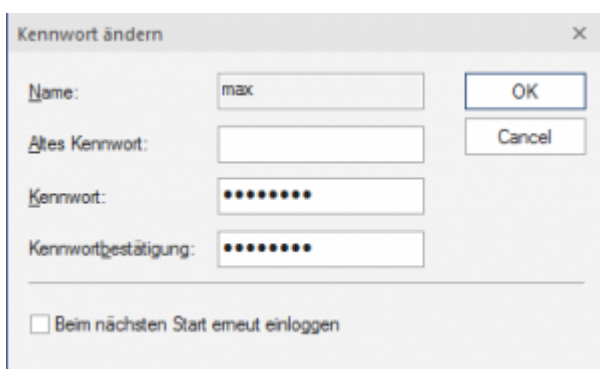 Kennwort ändern
Name: max OK
Altes Kennwort: Cancel
Kennwort: ••••••••
Kennwortbestätigung: ••••••••
Beim nächsten Start erneut einloggen